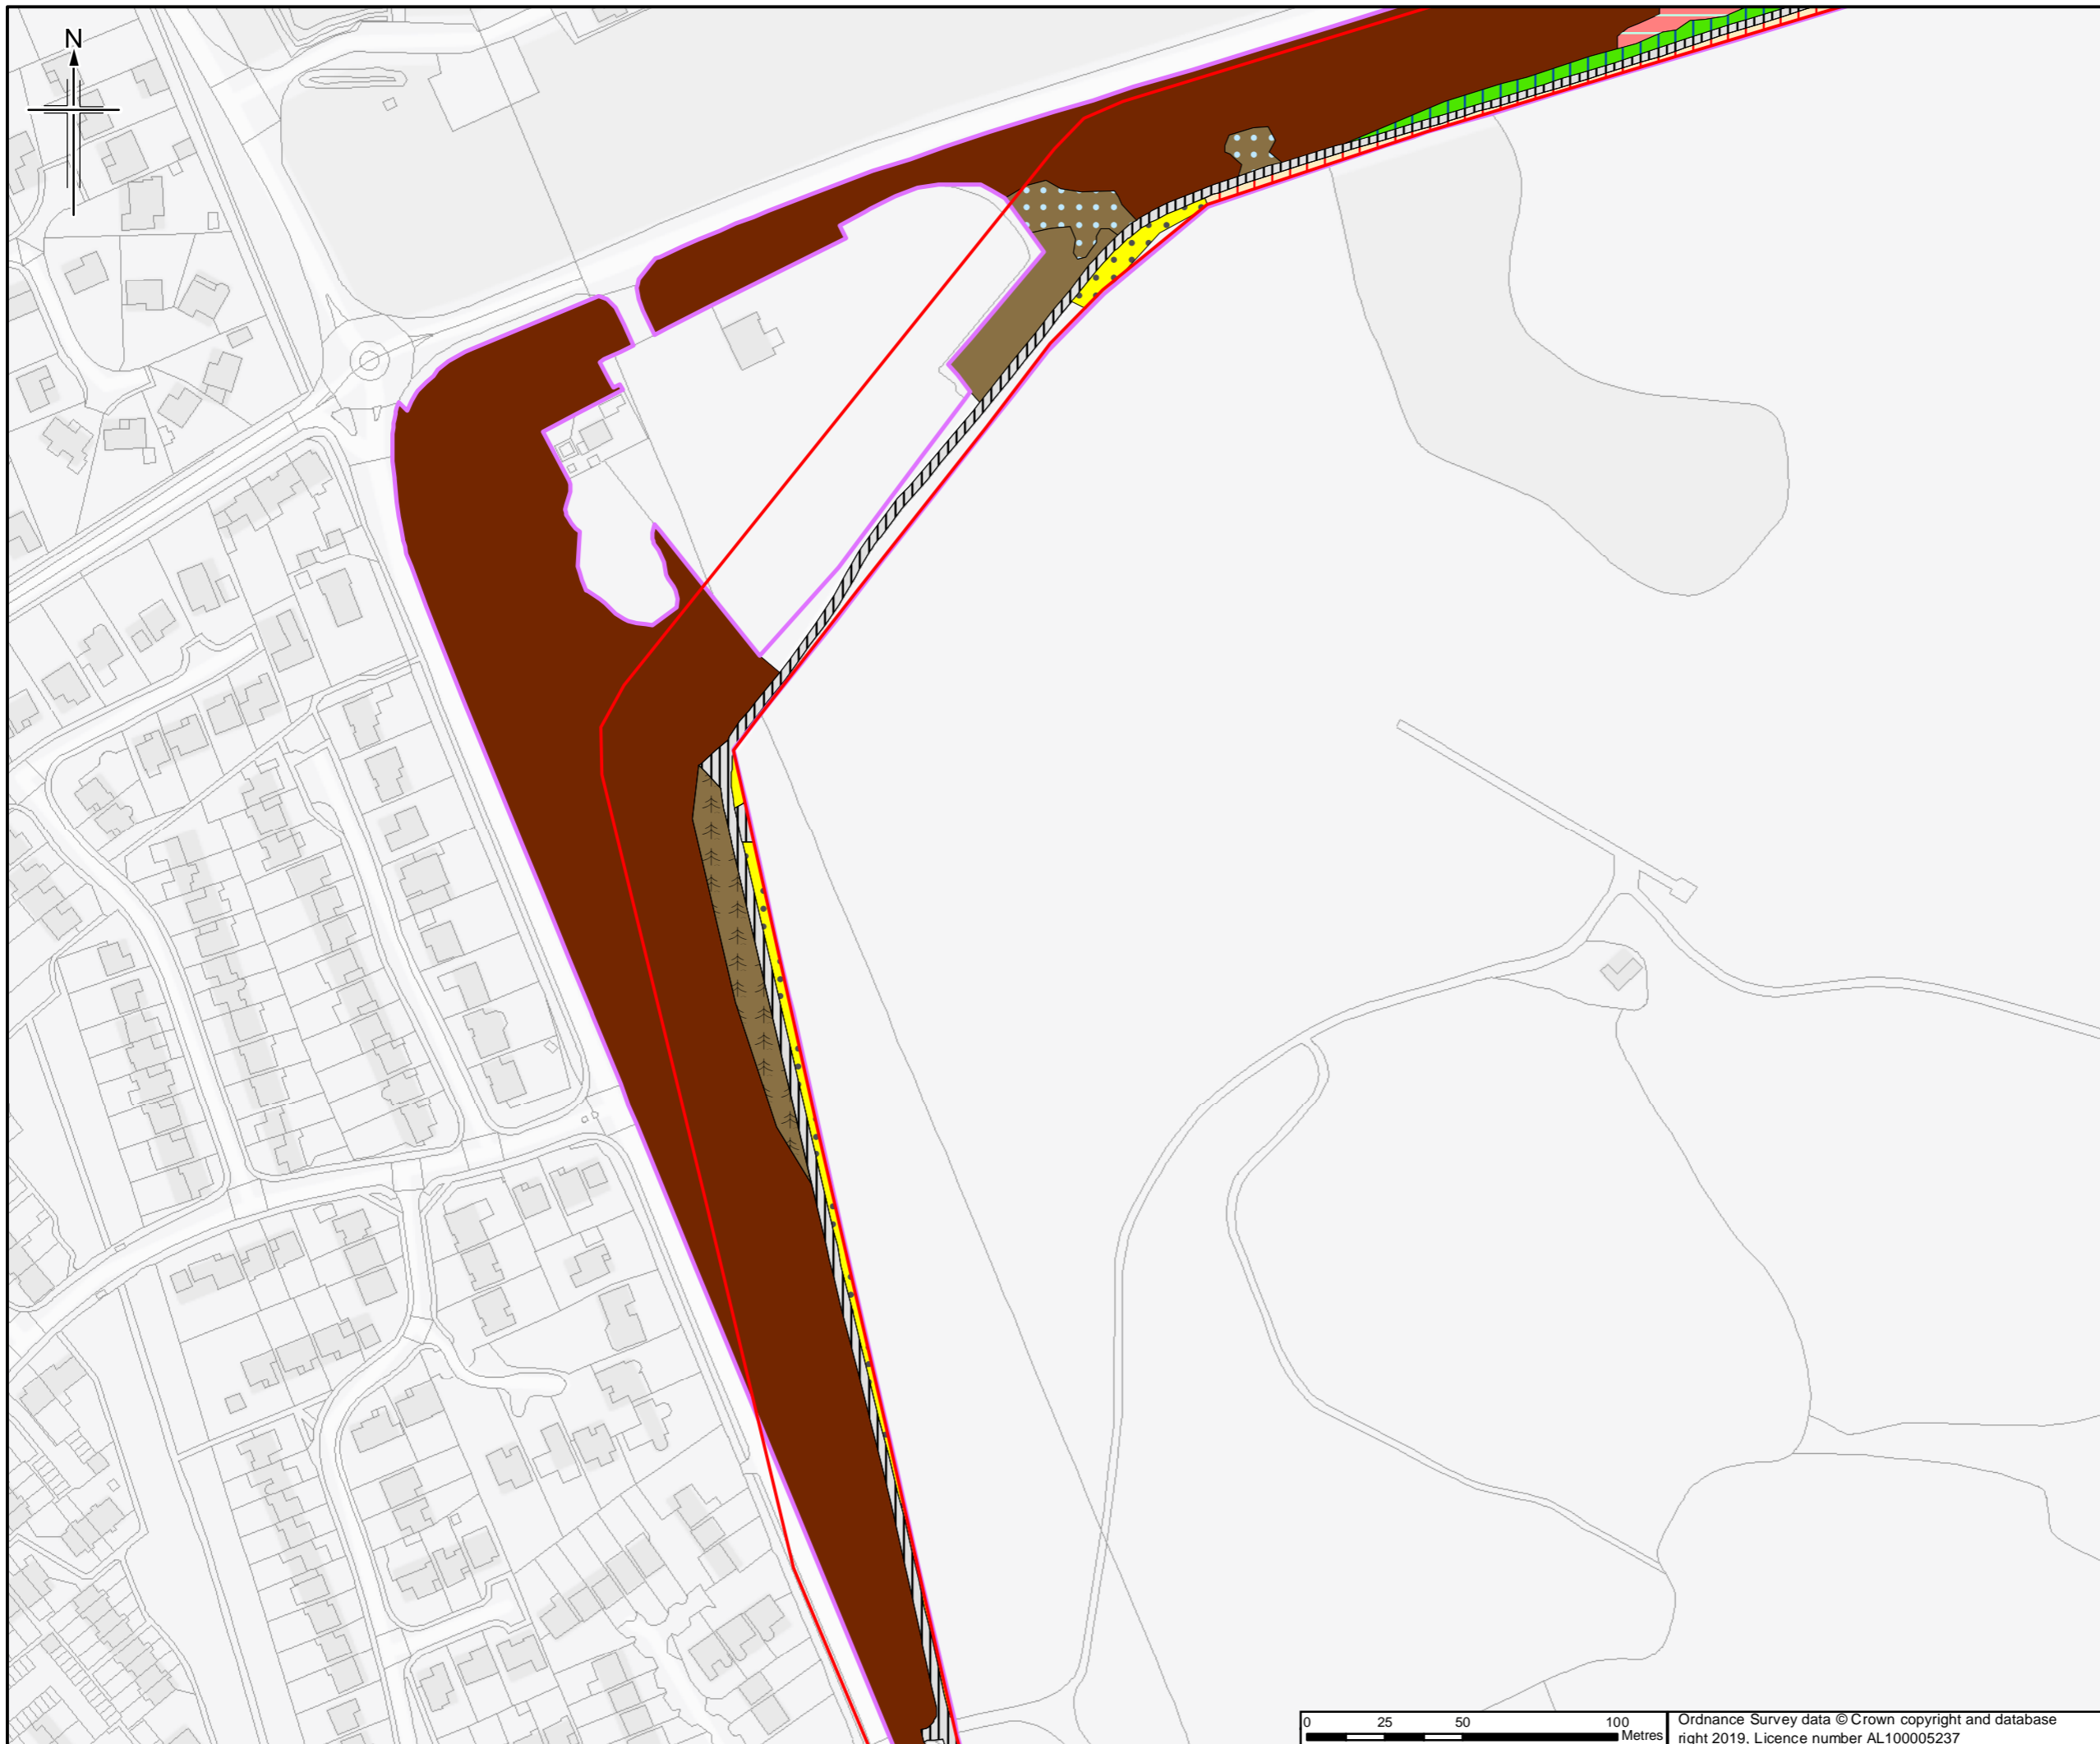 N
0 25 50 100
Metres
Ordnance Survey data © Crown copyright and database
right 2019, Licence number AL100005237